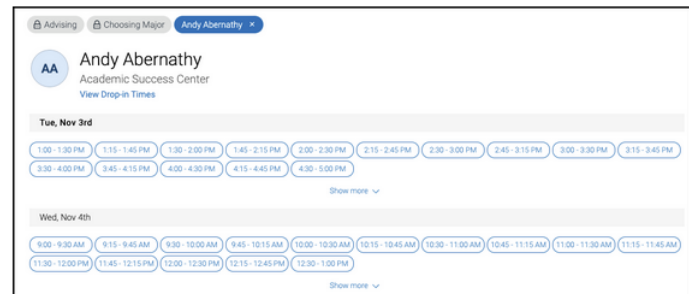 Advising Choosing Major Andy Abernathy ×
AA
Andy Abernathy
Academic Success Center
View Drop-in Times
Tue, Nov 3rd
1:00 - 1:30 PM 1:15 - 1:45 PM 1:30 - 2:00 PM 1:45 - 2:15 PM 2:00 - 2:30 PM 2:15 - 2:45 PM 2:30 - 3:00 PM 2:45 - 3:15 PM 3:00 - 3:30 PM 3:15 - 3:45 PM
3:30 - 4:00 PM 3:45 - 4:15 PM 4:00 - 4:30 PM 4:15 - 4:45 PM 4:30 - 5:00 PM
Show more
Wed, Nov 4th
9:00 - 9:30 AM 9:15 - 9:45 AM 9:30 - 10:00 AM 9:45 - 10:15 AM 10:00 - 10:30 AM 10:15 - 10:45 AM 10:30 - 11:00 AM 10:45 - 11:15 AM 11:00 - 11:30 AM 11:15 - 11:45 AM
11:30 - 12:00 PM 11:45 - 12:15 PM 12:00 - 12:30 PM 12:15 - 12:45 PM 12:30 - 1:00 PM
Show more